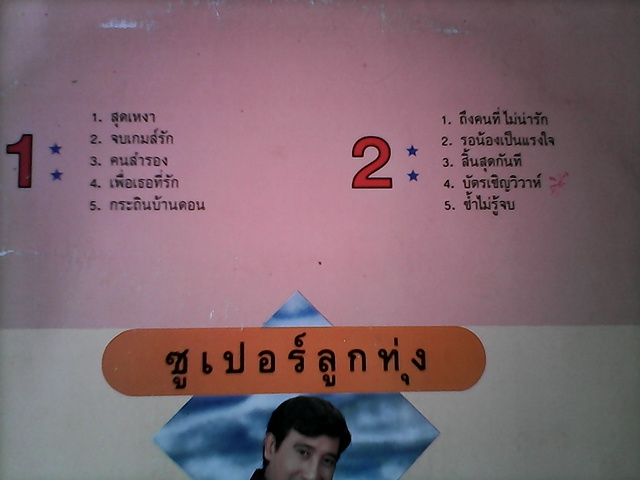 1
1. สุดเหงา
2. จบเกมส์รัก
3. คนสำรอง
4. เพื่อเธอที่รัก
5. กระถินบ้านดอน
2
1. ถึงคนที่ไม่น่ารัก
2. รอน้องเป็นแรงใจ
3. สิ้นสุดกันที
4. บัตรเชิญวิวาห์
5. ช้ำไม่รู้จบ
ซูเปอร์ลูกทุ่ง